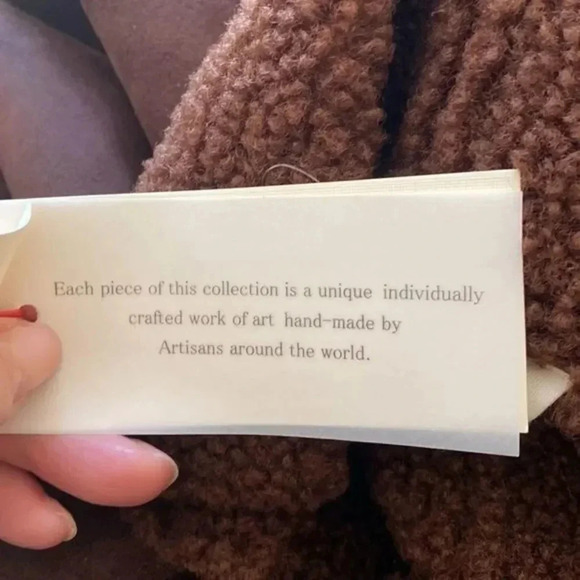 Each piece of this collection is a unique individually
crafted work of art hand-made by
Artisans around the world.